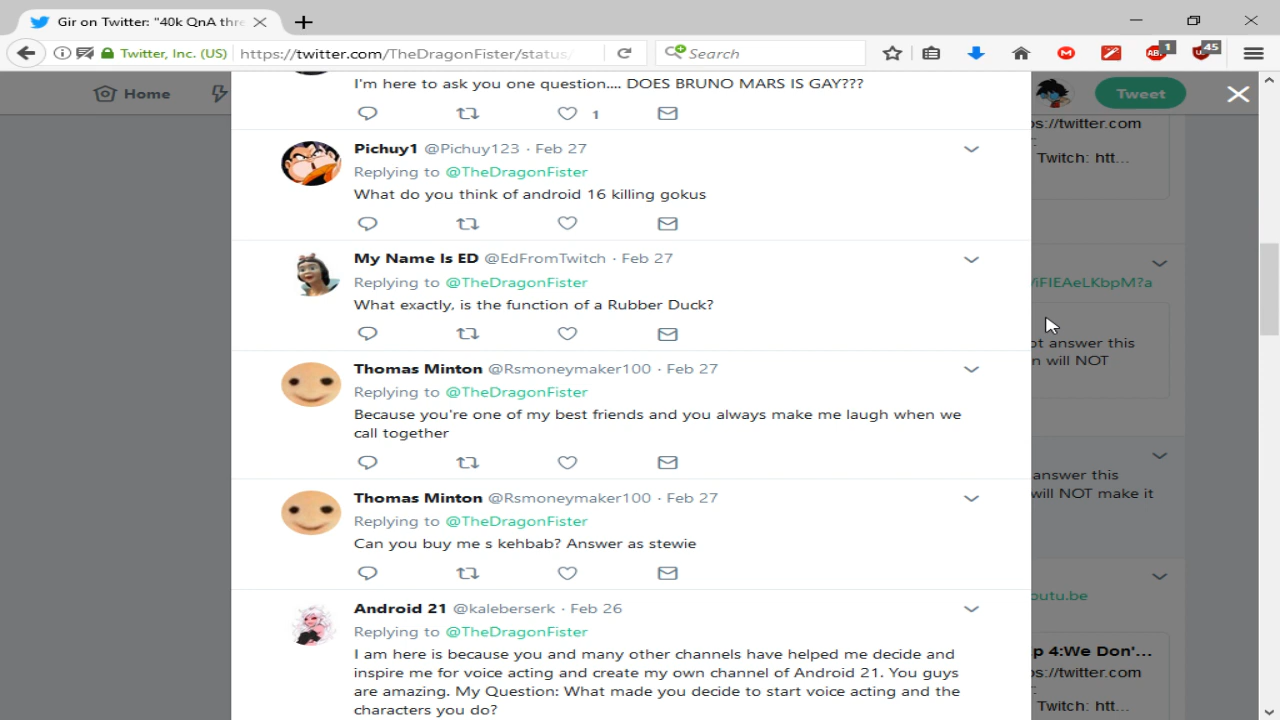 Gir on Twitter: "40k QnA thre
Twitter, Inc. (US)
https://twitter.com/TheDragonFister/status/
Search
1
45
Home
Tweet
I'm here to ask you one question.... DOES BRUNO MARS IS GAY???
1
Pichuy1 @Pichuy123 · Feb 27
Replying to @TheDragonFister
What do you think of android 16 killing gokus
My Name Is ED @EdFromTwitch · Feb 27
Replying to @TheDragonFister
What exactly, is the function of a Rubber Duck?
Thomas Minton @Rsmoneymaker100 · Feb 27
Replying to @TheDragonFister
Because you're one of my best friends and you always make me laugh when we
call together
Thomas Minton @Rsmoneymaker100 · Feb 27
Replying to @TheDragonFister
Can you buy me s kehbab? Answer as stewie
Android 21 @kaleberserk · Feb 26
Replying to @TheDragonFister
I am here is because you and many other channels have helped me decide and
inspire me for voice acting and create my own channel of Android 21. You guys
are amazing. My Question: What made you decide to start voice acting and the
characters you do?
os://twitter.com
Twitch: htt...
/iFIEAeLKbpM?a
ot answer this
n will NOT
answer this
will NOT make it
outu.be
p 4:We Don'...
os://twitter.com
Twitch: htt...